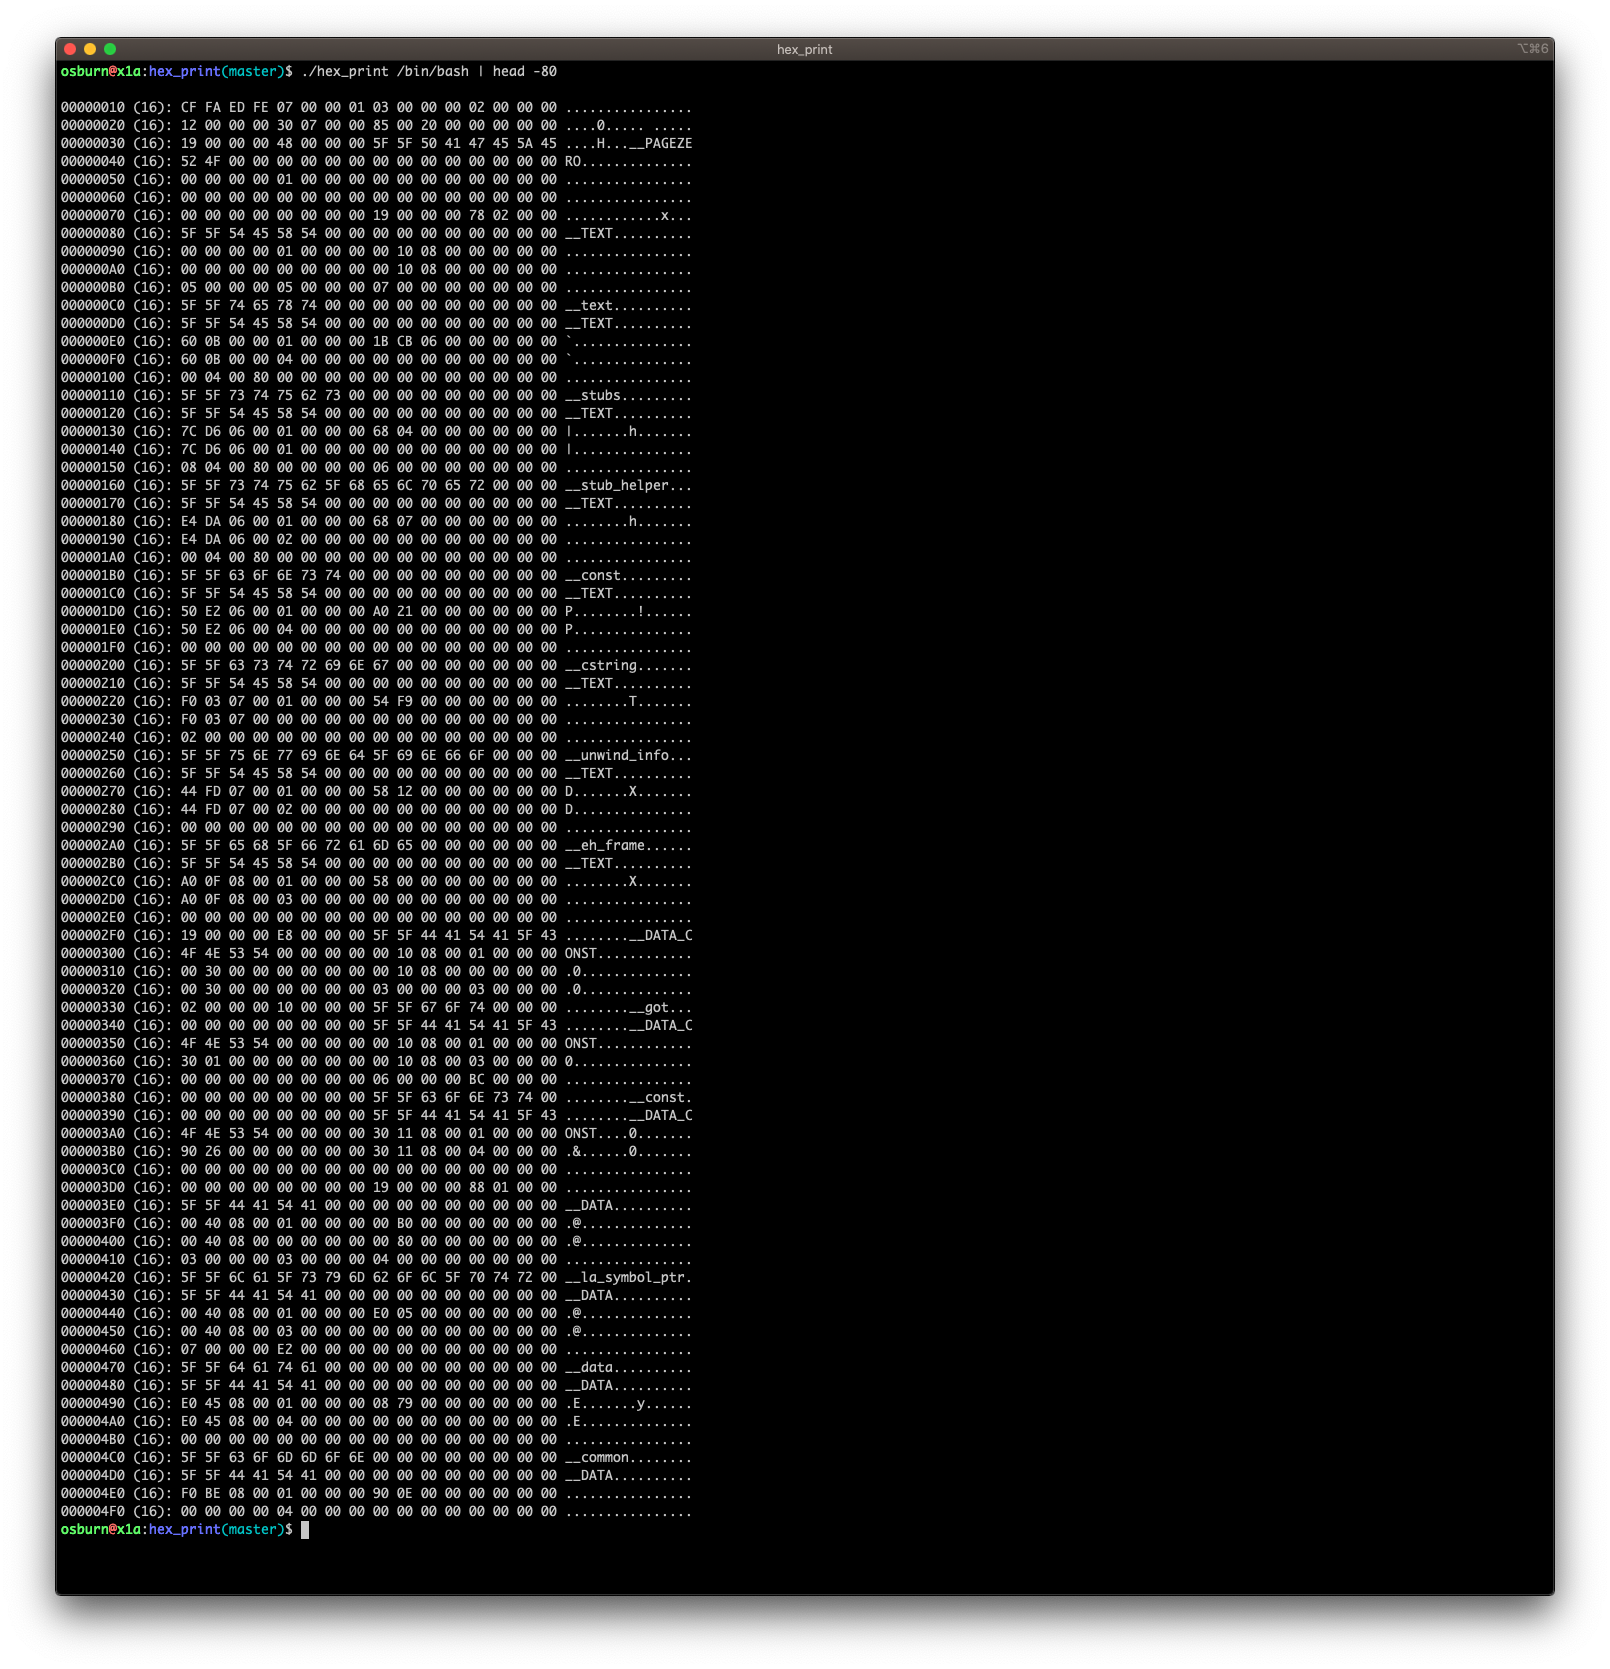 hex_print
⌥⌘6
osburn@x1a:hex_print(master)$ ./hex_print /bin/bash | head -80
00000010 (16): CF FA ED FE 07 00 00 01 03 00 00 00 02 00 00 00 ................
00000020 (16): 12 00 00 00 30 07 00 00 85 00 20 00 00 00 00 00 ....0..... .....
00000030 (16): 19 00 00 00 48 00 00 00 5F 5F 50 41 47 45 5A 45 ....H...__PAGEZE
00000040 (16): 52 4F 00 00 00 00 00 00 00 00 00 00 00 00 00 00 RO..............
00000050 (16): 00 00 00 00 01 00 00 00 00 00 00 00 00 00 00 00 ................
00000060 (16): 00 00 00 00 00 00 00 00 00 00 00 00 00 00 00 00 ................
00000070 (16): 00 00 00 00 00 00 00 00 19 00 00 00 78 02 00 00 ............x...
00000080 (16): 5F 5F 54 45 58 54 00 00 00 00 00 00 00 00 00 00 __TEXT..........
00000090 (16): 00 00 00 00 01 00 00 00 00 10 08 00 00 00 00 00 ................
000000A0 (16): 00 00 00 00 00 00 00 00 00 10 08 00 00 00 00 00 ................
000000B0 (16): 05 00 00 00 05 00 00 00 07 00 00 00 00 00 00 00 ................
000000C0 (16): 5F 5F 74 65 78 74 00 00 00 00 00 00 00 00 00 00 __text..........
000000D0 (16): 5F 5F 54 45 58 54 00 00 00 00 00 00 00 00 00 00 __TEXT..........
000000E0 (16): 60 0B 00 00 01 00 00 00 1B CB 06 00 00 00 00 00 `...............
000000F0 (16): 60 0B 00 00 04 00 00 00 00 00 00 00 00 00 00 00 `...............
00000100 (16): 00 04 00 80 00 00 00 00 00 00 00 00 00 00 00 00 ................
00000110 (16): 5F 5F 73 74 75 62 73 00 00 00 00 00 00 00 00 00 __stubs.........
00000120 (16): 5F 5F 54 45 58 54 00 00 00 00 00 00 00 00 00 00 __TEXT..........
00000130 (16): 7C D6 06 00 01 00 00 00 68 04 00 00 00 00 00 00 |.......h.......
00000140 (16): 7C D6 06 00 01 00 00 00 00 00 00 00 00 00 00 00 |...............
00000150 (16): 08 04 00 80 00 00 00 00 06 00 00 00 00 00 00 00 ................
00000160 (16): 5F 5F 73 74 75 62 5F 68 65 6C 70 65 72 00 00 00 __stub_helper...
00000170 (16): 5F 5F 54 45 58 54 00 00 00 00 00 00 00 00 00 00 __TEXT..........
00000180 (16): E4 DA 06 00 01 00 00 00 68 07 00 00 00 00 00 00 ........h.......
00000190 (16): E4 DA 06 00 02 00 00 00 00 00 00 00 00 00 00 00 ................
000001A0 (16): 00 04 00 80 00 00 00 00 00 00 00 00 00 00 00 00 ................
000001B0 (16): 5F 5F 63 6F 6E 73 74 00 00 00 00 00 00 00 00 00 __const.........
000001C0 (16): 5F 5F 54 45 58 54 00 00 00 00 00 00 00 00 00 00 __TEXT..........
000001D0 (16): 50 E2 06 00 01 00 00 00 A0 21 00 00 00 00 00 00 P........!......
000001E0 (16): 50 E2 06 00 04 00 00 00 00 00 00 00 00 00 00 00 P...............
000001F0 (16): 00 00 00 00 00 00 00 00 00 00 00 00 00 00 00 00 ................
00000200 (16): 5F 5F 63 73 74 72 69 6E 67 00 00 00 00 00 00 00 __cstring.......
00000210 (16): 5F 5F 54 45 58 54 00 00 00 00 00 00 00 00 00 00 __TEXT..........
00000220 (16): F0 03 07 00 01 00 00 00 54 F9 00 00 00 00 00 00 ........T.......
00000230 (16): F0 03 07 00 00 00 00 00 00 00 00 00 00 00 00 00 ................
00000240 (16): 02 00 00 00 00 00 00 00 00 00 00 00 00 00 00 00 ................
00000250 (16): 5F 5F 75 6E 77 69 6E 64 5F 69 6E 66 6F 00 00 00 __unwind_info...
00000260 (16): 5F 5F 54 45 58 54 00 00 00 00 00 00 00 00 00 00 __TEXT..........
00000270 (16): 44 FD 07 00 01 00 00 00 58 12 00 00 00 00 00 00 D.......X.......
00000280 (16): 44 FD 07 00 02 00 00 00 00 00 00 00 00 00 00 00 D...............
00000290 (16): 00 00 00 00 00 00 00 00 00 00 00 00 00 00 00 00 ................
000002A0 (16): 5F 5F 65 68 5F 66 72 61 6D 65 00 00 00 00 00 00 __eh_frame......
000002B0 (16): 5F 5F 54 45 58 54 00 00 00 00 00 00 00 00 00 00 __TEXT..........
000002C0 (16): A0 0F 08 00 01 00 00 00 58 00 00 00 00 00 00 00 ........X.......
000002D0 (16): A0 0F 08 00 03 00 00 00 00 00 00 00 00 00 00 00 ................
000002E0 (16): 00 00 00 00 00 00 00 00 00 00 00 00 00 00 00 00 ................
000002F0 (16): 19 00 00 00 E8 00 00 00 5F 5F 44 41 54 41 5F 43 ........__DATA_C
00000300 (16): 4F 4E 53 54 00 00 00 00 00 10 08 00 01 00 00 00 ONST............
00000310 (16): 00 30 00 00 00 00 00 00 00 10 08 00 00 00 00 00 .0..............
00000320 (16): 00 30 00 00 00 00 00 00 03 00 00 00 03 00 00 00 .0..............
00000330 (16): 02 00 00 00 10 00 00 00 5F 5F 67 6F 74 00 00 00 ........__got...
00000340 (16): 00 00 00 00 00 00 00 00 5F 5F 44 41 54 41 5F 43 ........__DATA_C
00000350 (16): 4F 4E 53 54 00 00 00 00 00 10 08 00 01 00 00 00 ONST............
00000360 (16): 30 01 00 00 00 00 00 00 00 10 08 00 03 00 00 00 0...............
00000370 (16): 00 00 00 00 00 00 00 00 06 00 00 00 BC 00 00 00 ................
00000380 (16): 00 00 00 00 00 00 00 00 5F 5F 63 6F 6E 73 74 00 ........__const.
00000390 (16): 00 00 00 00 00 00 00 00 5F 5F 44 41 54 41 5F 43 ........__DATA_C
000003A0 (16): 4F 4E 53 54 00 00 00 00 30 11 08 00 01 00 00 00 ONST....0.......
000003B0 (16): 90 26 00 00 00 00 00 00 30 11 08 00 04 00 00 00 .&......0.......
000003C0 (16): 00 00 00 00 00 00 00 00 00 00 00 00 00 00 00 00 ................
000003D0 (16): 00 00 00 00 00 00 00 00 19 00 00 00 88 01 00 00 ................
000003E0 (16): 5F 5F 44 41 54 41 00 00 00 00 00 00 00 00 00 00 __DATA..........
000003F0 (16): 00 40 08 00 01 00 00 00 00 B0 00 00 00 00 00 00 .@..............
00000400 (16): 00 40 08 00 00 00 00 00 00 80 00 00 00 00 00 00 .@..............
00000410 (16): 03 00 00 00 03 00 00 00 04 00 00 00 00 00 00 00 ................
00000420 (16): 5F 5F 6C 61 5F 73 79 6D 62 6F 6C 5F 70 74 72 00 __la_symbol_ptr.
00000430 (16): 5F 5F 44 41 54 41 00 00 00 00 00 00 00 00 00 00 __DATA..........
00000440 (16): 00 40 08 00 01 00 00 00 E0 05 00 00 00 00 00 00 .@..............
00000450 (16): 00 40 08 00 03 00 00 00 00 00 00 00 00 00 00 00 .@..............
00000460 (16): 07 00 00 00 E2 00 00 00 00 00 00 00 00 00 00 00 ................
00000470 (16): 5F 5F 64 61 74 61 00 00 00 00 00 00 00 00 00 00 __data..........
00000480 (16): 5F 5F 44 41 54 41 00 00 00 00 00 00 00 00 00 00 __DATA..........
00000490 (16): E0 45 08 00 01 00 00 00 08 79 00 00 00 00 00 00 .E.......y......
000004A0 (16): E0 45 08 00 04 00 00 00 00 00 00 00 00 00 00 00 .E..............
000004B0 (16): 00 00 00 00 00 00 00 00 00 00 00 00 00 00 00 00 ................
000004C0 (16): 5F 5F 63 6F 6D 6D 6F 6E 00 00 00 00 00 00 00 00 __common........
000004D0 (16): 5F 5F 44 41 54 41 00 00 00 00 00 00 00 00 00 00 __DATA..........
000004E0 (16): F0 BE 08 00 01 00 00 00 90 0E 00 00 00 00 00 00 ................
000004F0 (16): 00 00 00 00 04 00 00 00 00 00 00 00 00 00 00 00 ................
osburn@x1a:hex_print(master)$